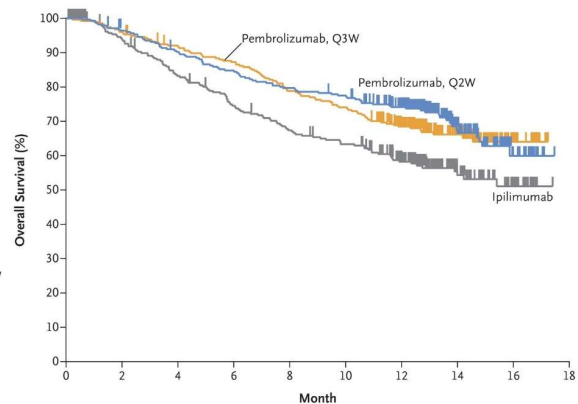 100
90
80
70
60
50
40
30
20
10
0
Overall Survival (%)
Pembrolizumab, Q3W
Pembrolizumab, Q2W
Ipilimumab
0 2 4 6 8 10 12 14 16 18
Month